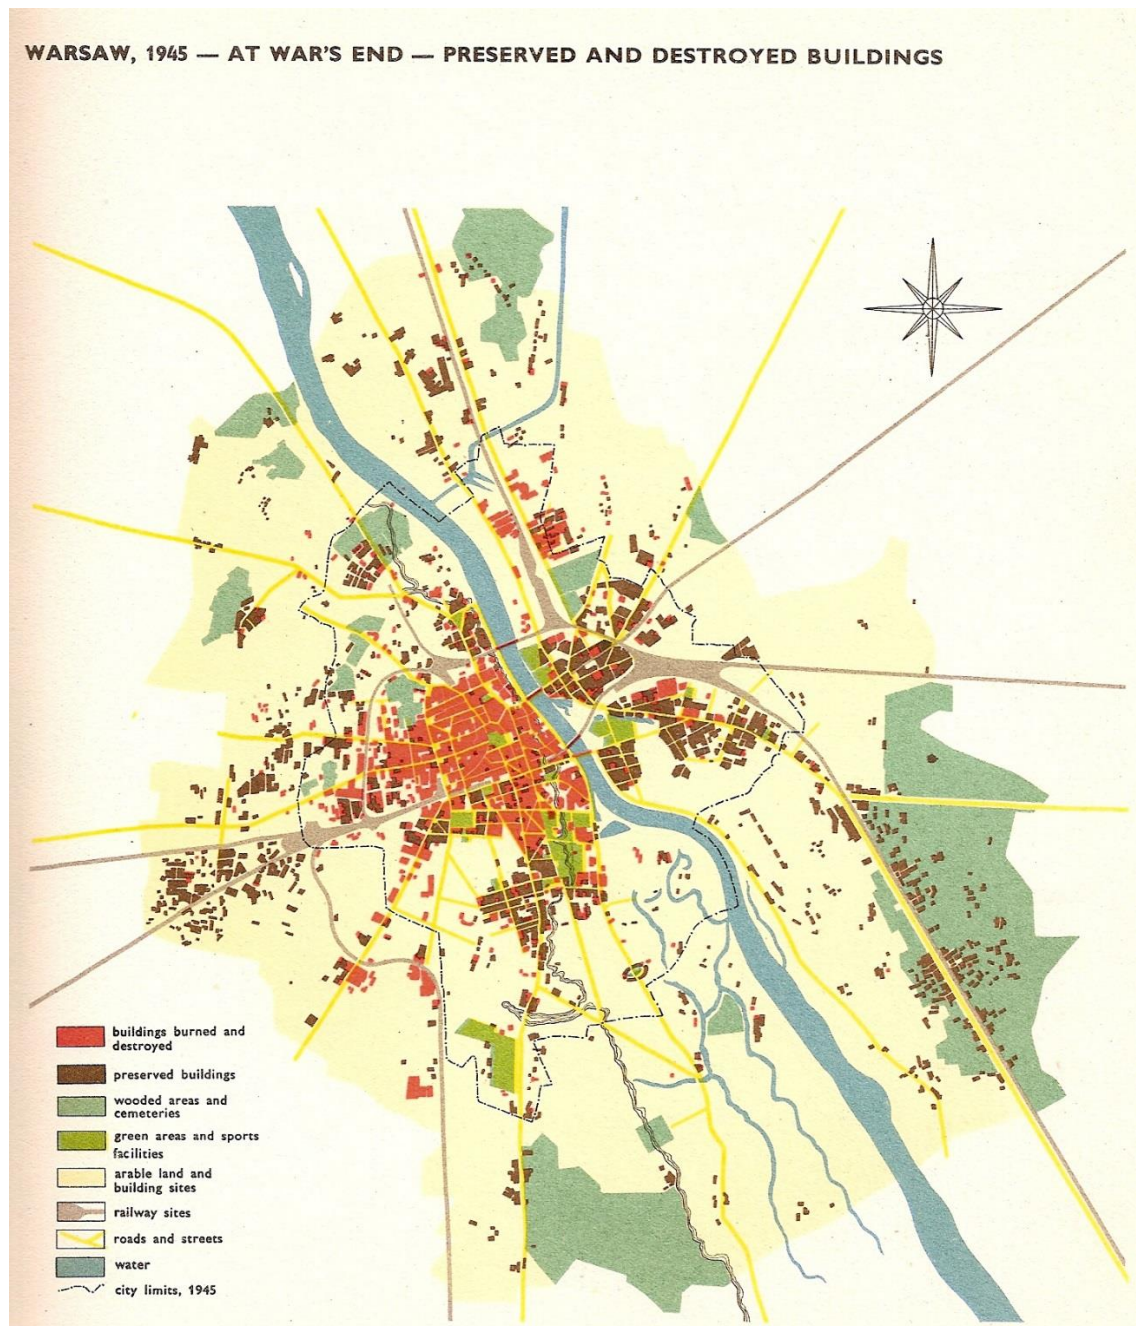 WARSAW, 1945 — AT WAR'S END — PRESERVED AND DESTROYED BUILDINGS
buildings burned and
destroyed
preserved buildings
wooded areas and
cemeteries
green areas and sports
facilities
arable land and
building sites
railway sites
roads and streets
water
city limits, 1945